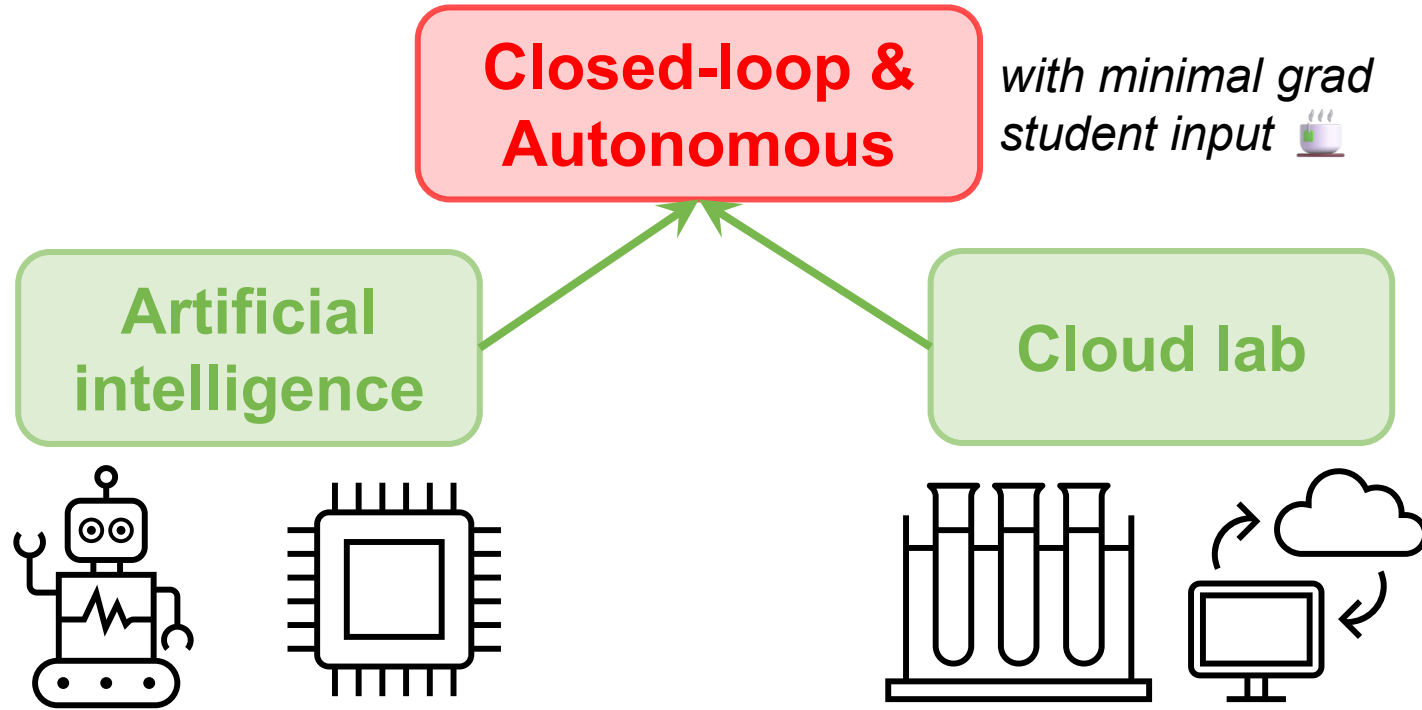 Closed-loop &
Autonomous
with minimal grad
student input 🍵
Artificial
intelligence
Cloud lab